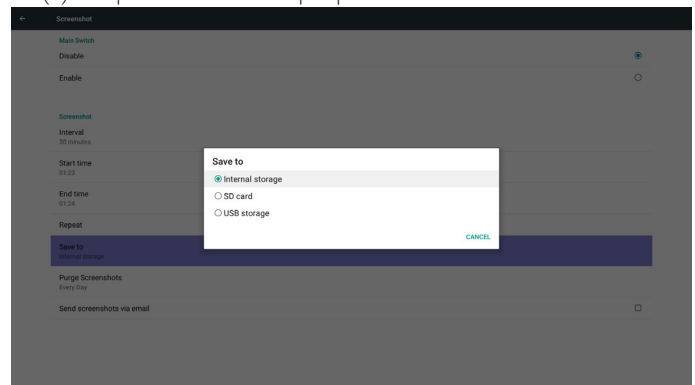 Screenshot
Main Switch
Disable
Enable
Screenshot
Interval
30 minutes
Start time
01:23
End time
01:24
Repeat
Save to
Internal storage
Purge Screenshots
Every Day
Send screenshots via email
Save to
Internal storage
SD card
USB storage
CANCEL